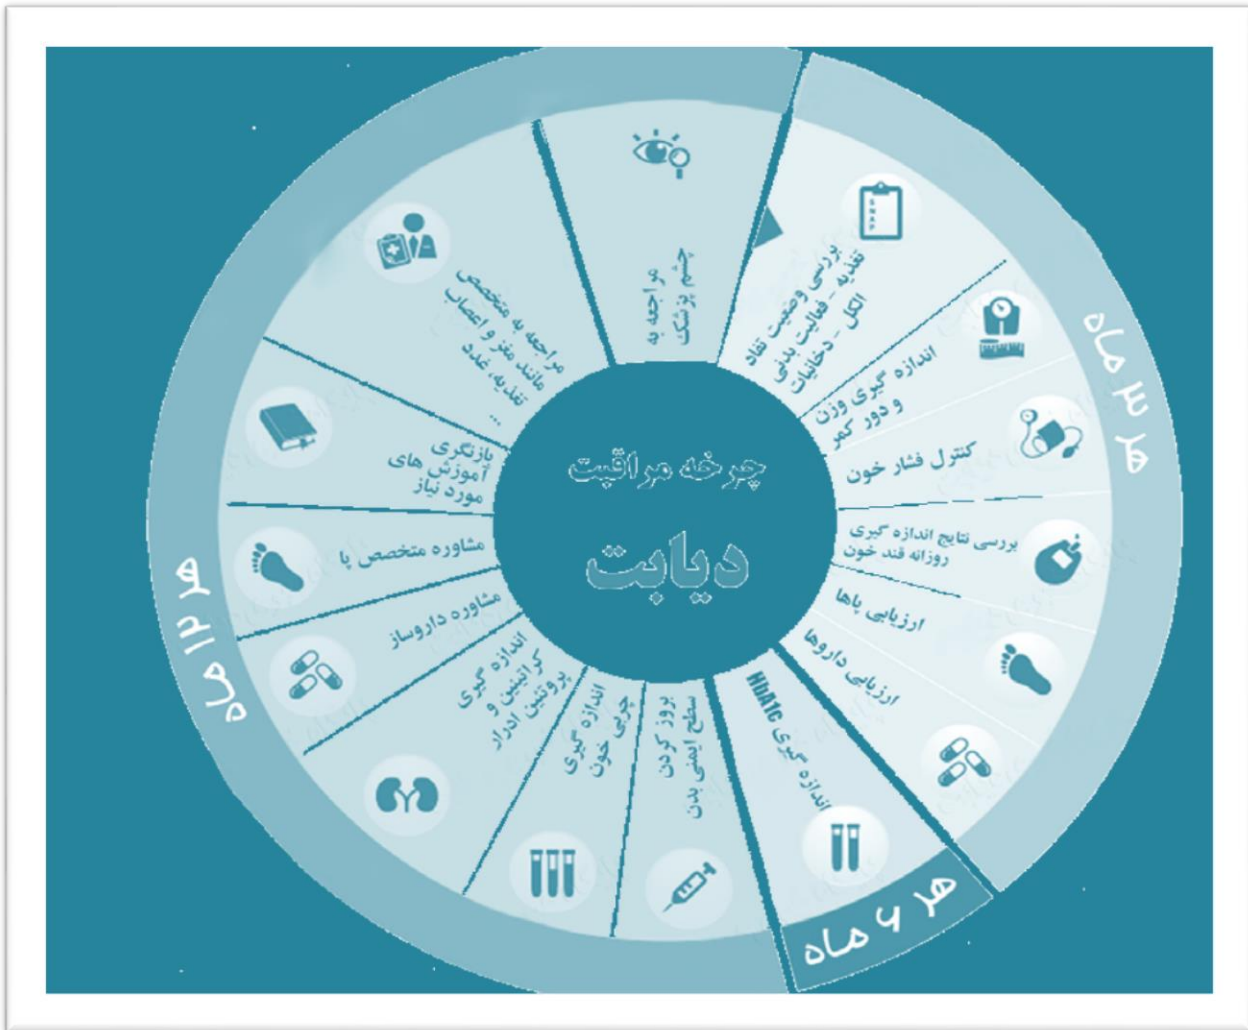 چرخه مراقبت
دیابت
هر ۳ ماه
SNAP
بررسی وضعیت تغذیه - فعالیت بدنی
الکل - دخانیات
اندازه گیری وزن
و دور کمر
کنترل فشار خون
بررسی نتایج اندازه گیری
روزانه قند خون
ارزیابی پاها
ارزیابی داروها
هر ۶ ماه
اندازه گیری HbA1C
هر ۱۲ ماه
بروز کردن
سطح ایمنی بدن
اندازه گیری
چربی خون
اندازه گیری
کراتینین و
پروتئین ادرار
مشاوره داروساز
مشاوره متخصص پا
بازنگری
آموزش های
مورد نیاز
مراجعه به متخصص
مانند مغز و اعصاب
تغذیه، غدد
...
مراجعه به
چشم پزشک